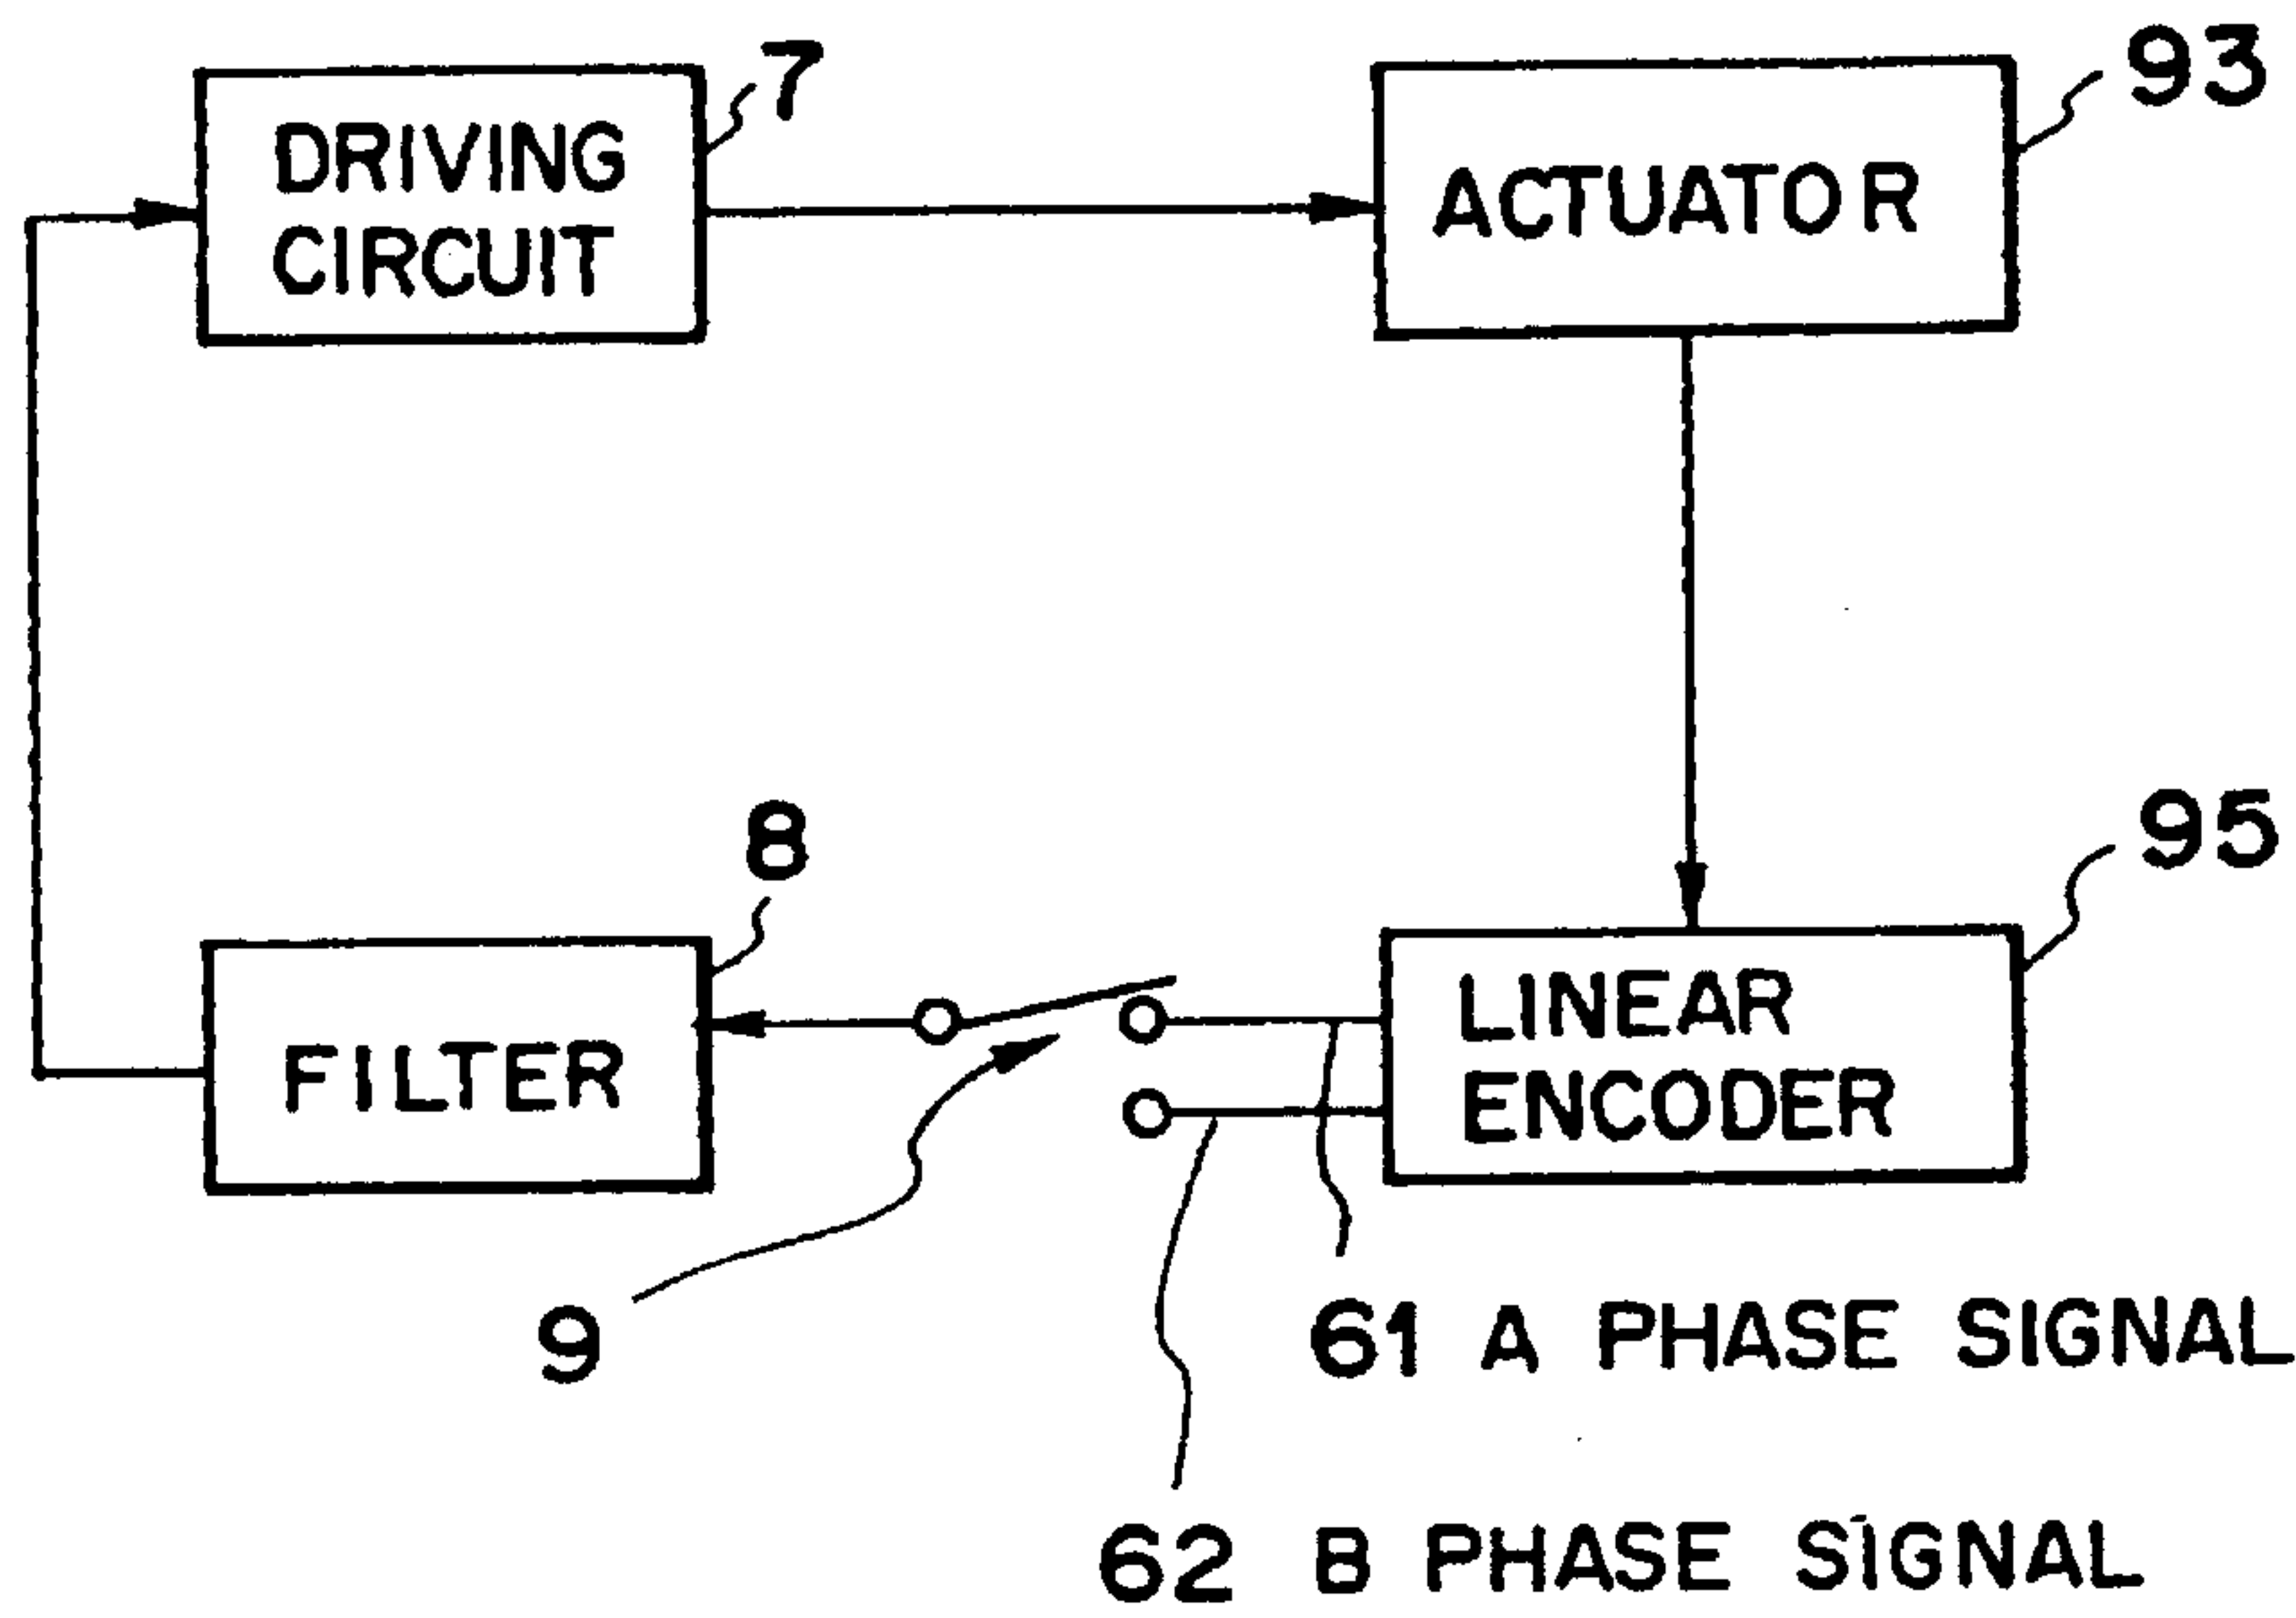 7
DRIVING
CIRCUIT
93
ACTUATOR
8
FILTER
95
LINEAR
ENCODER
9
61 A PHASE SIGNAL
62 B PHASE SIGNAL